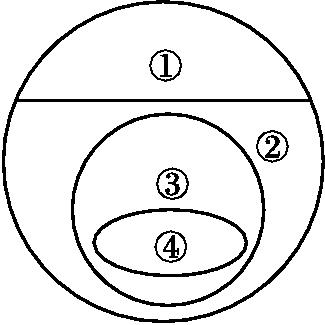 ①
②
③
④